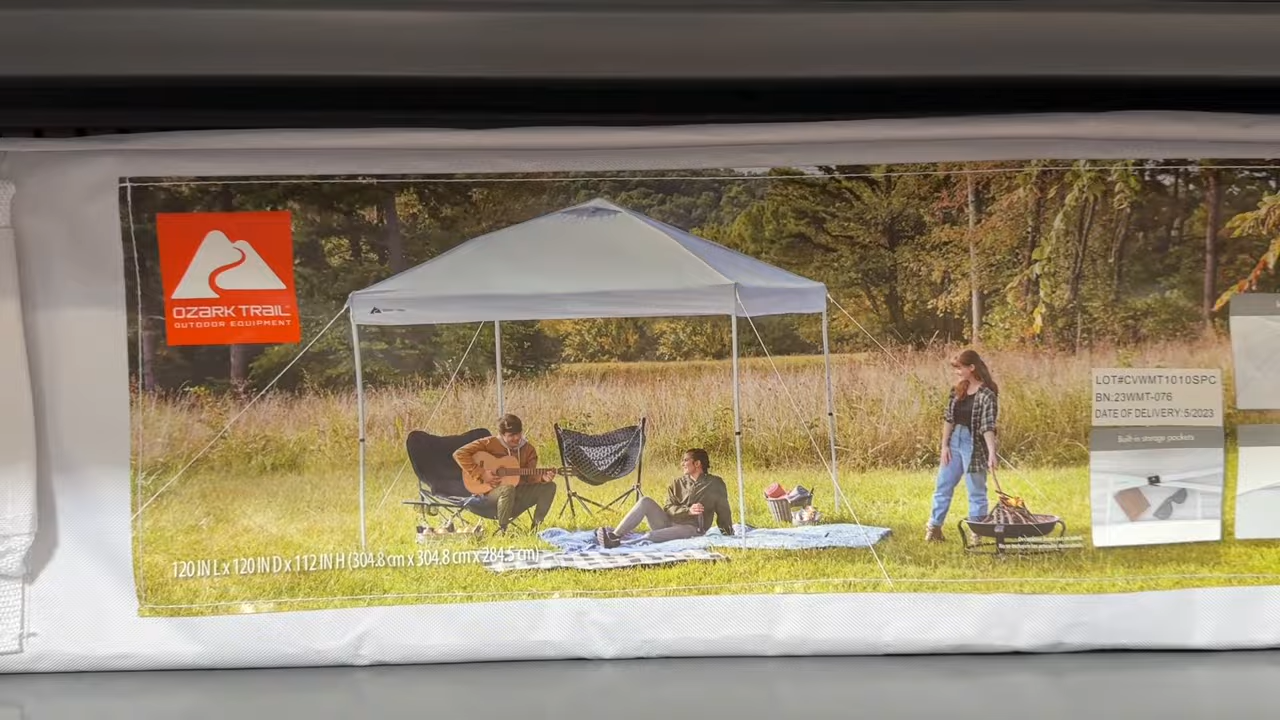 OZARK TRAIL
OUTDOOR EQUIPMENT
LOT#CVWMT1010SPC
BN:23WMT-076
DATE OF DELIVERY:5/2023
Built-in storage pockets
120 IN L x 120 IN D x 112 IN H (304.8 cm x 304.8 cm x 284.5 cm)